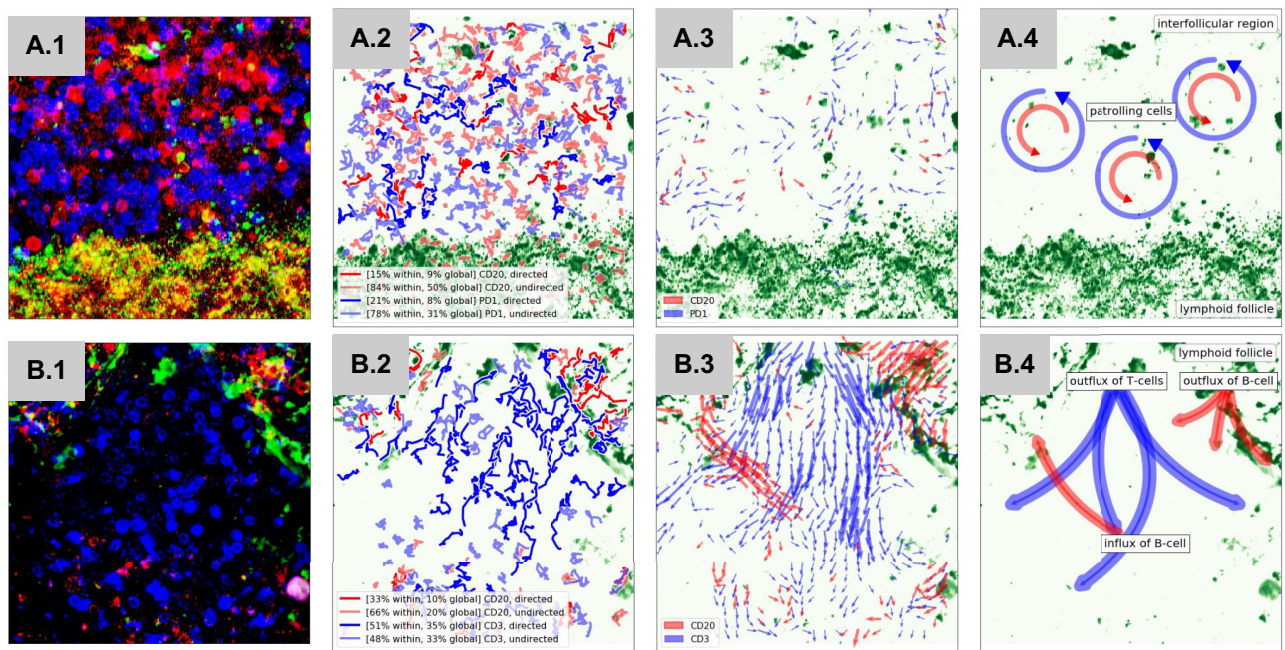 A.1
A.2
[15% within, 9% global] CD20, directed
[84% within, 50% global] CD20, undirected
[21% within, 8% global] PD1, directed
[78% within, 31% global] PD1, undirected
A.3
CD20
PD1
A.4
interfollicular region
patrolling cells
lymphoid follicle
B.1
B.2
[33% within, 10% global] CD20, directed
[66% within, 20% global] CD20, undirected
[51% within, 35% global] CD3, directed
[48% within, 33% global] CD3, undirected
B.3
CD20
CD3
B.4
lymphoid follicle
outflux of T-cells
outflux of B-cell
influx of B-cell